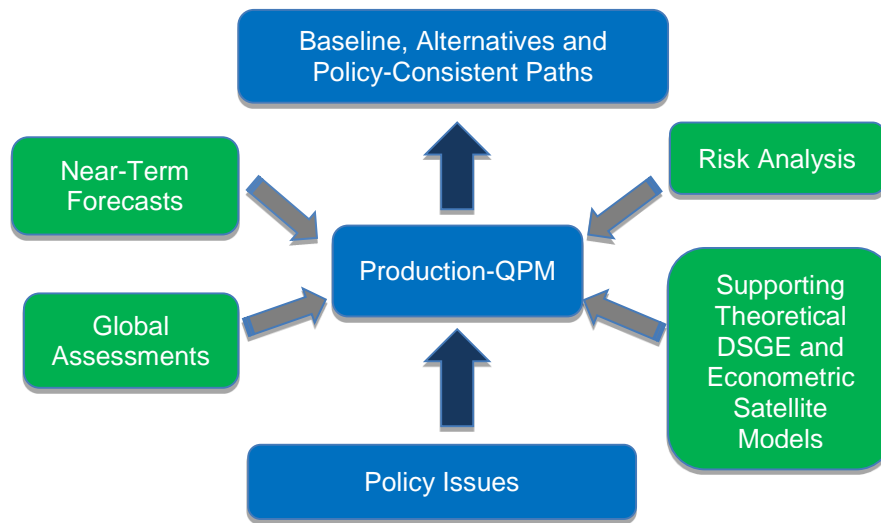 Baseline, Alternatives and
Policy-Consistent Paths
Near-Term
Forecasts
Risk Analysis
Production-QPM
Global
Assessments
Supporting
Theoretical
DSGE and
Econometric
Satellite
Models
Policy Issues